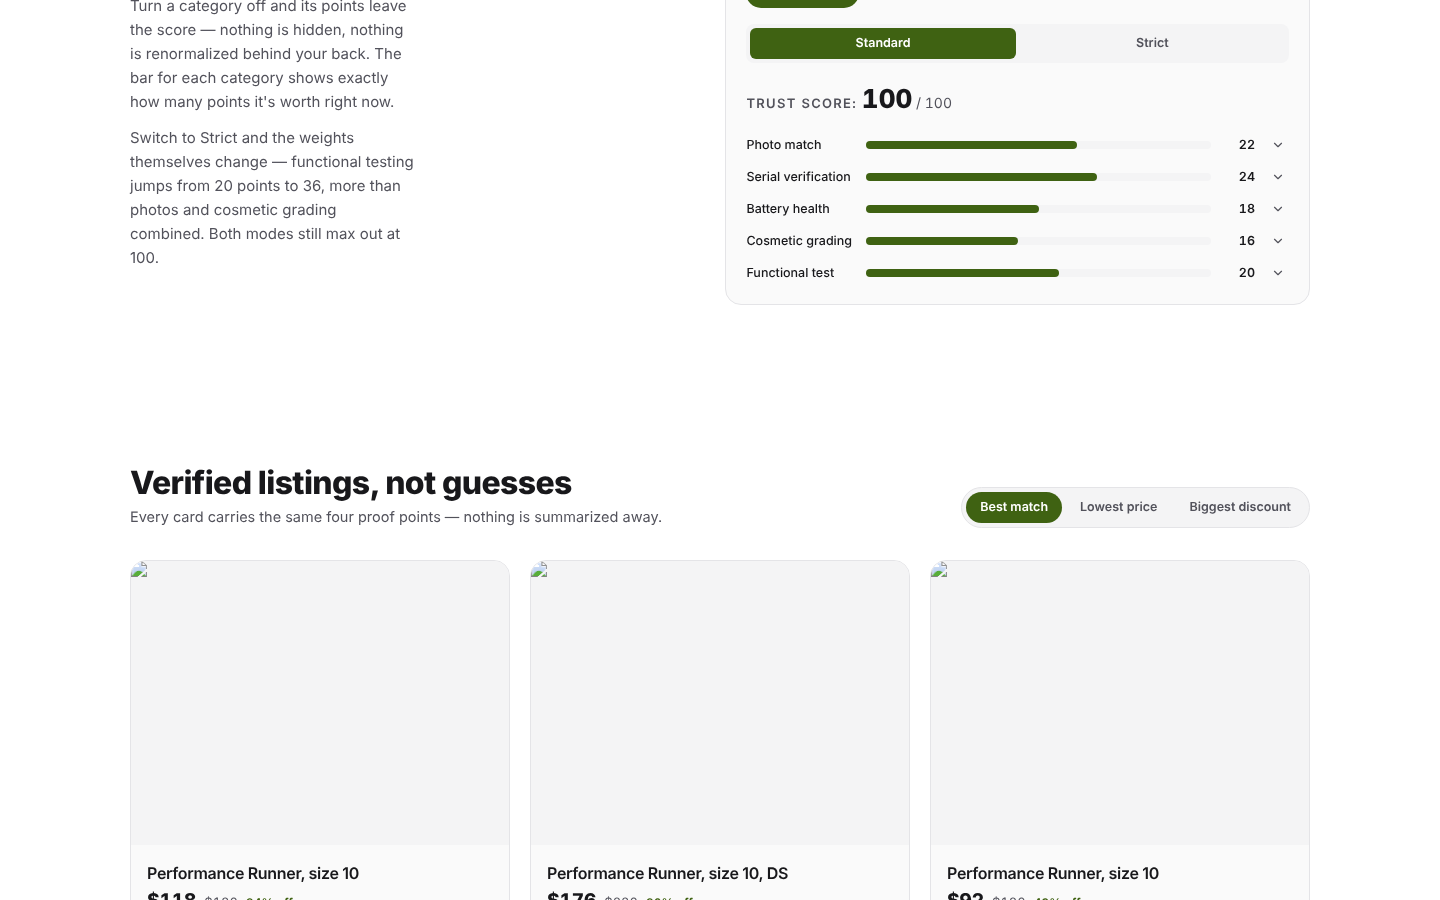 Turn a category off and its points leave
the score — nothing is hidden, nothing
is renormalized behind your back. The
bar for each category shows exactly
how many points it's worth right now.
Switch to Strict and the weights
themselves change — functional testing
jumps from 20 points to 36, more than
photos and cosmetic grading
combined. Both modes still max out at
100.
Standard
Strict
TRUST SCORE: 100 / 100
Photo match 22
Serial verification 24
Battery health 18
Cosmetic grading 16
Functional test 20
Verified listings, not guesses
Every card carries the same four proof points — nothing is summarized away.
Best match
Lowest price
Biggest discount
Performance Runner, size 10
$118
Performance Runner, size 10, DS
$176
Performance Runner, size 10
$92